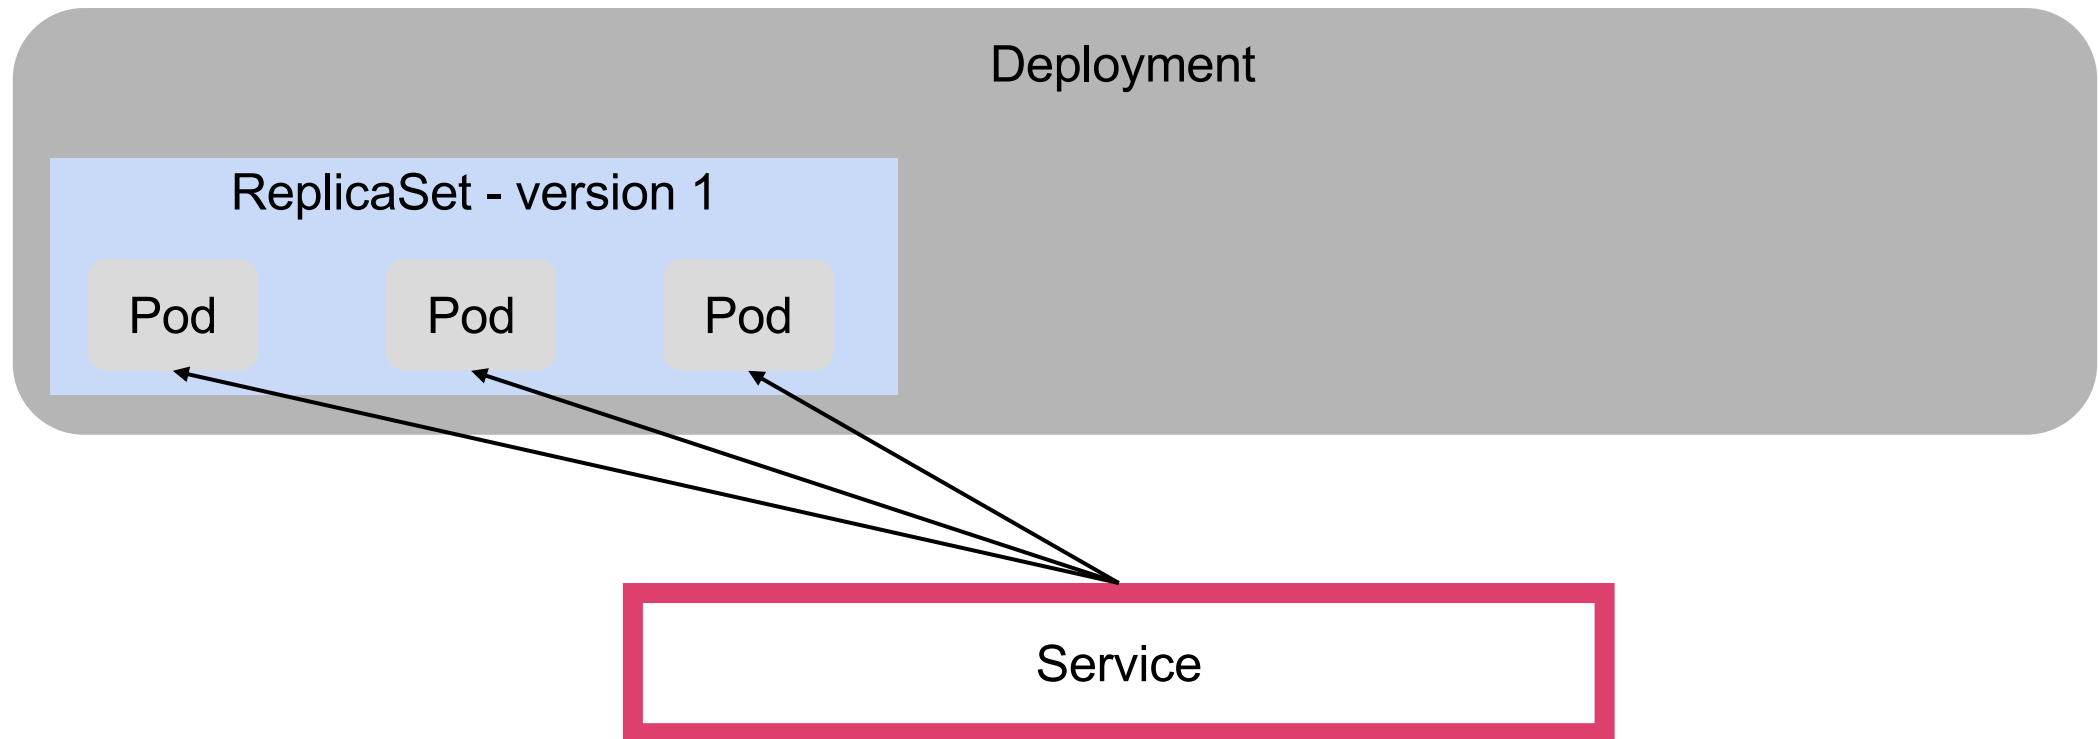 Deployment
ReplicaSet - version 1
Pod
Pod
Pod
Service